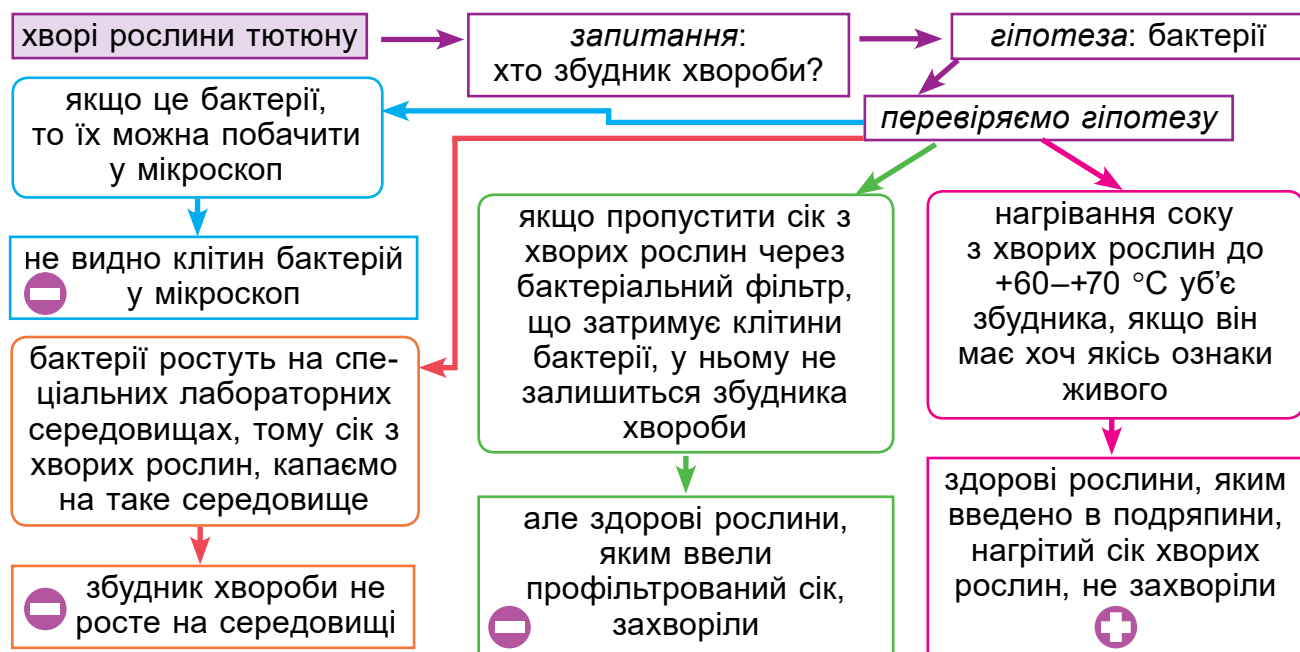 хворі рослини тютюну
запитання:
хто збудник хвороби?
гіпотеза: бактерії
перевіряємо гіпотезу
якщо це бактерії,
то їх можна побачити
у мікроскоп
не видно клітин бактерій
у мікроскоп
бактерії ростуть на спе-
ціальних лабораторних
середовищах, тому сік з
хворих рослин, капаємо
на таке середовище
збудник хвороби не
росте на середовищі
якщо пропустити сік з
хворих рослин через
бактеріальний фільтр,
що затримує клітини
бактерії, у ньому не
залишиться збудника
хвороби
але здорові рослини,
яким ввели
профільтрований сік,
захворіли
нагрівання соку
з хворих рослин до
+60–+70 °C уб’є
збудника, якщо він
має хоч якісь ознаки
живого
здорові рослини, яким
введено в подряпини,
нагрітий сік хворих
рослин, не захворіли